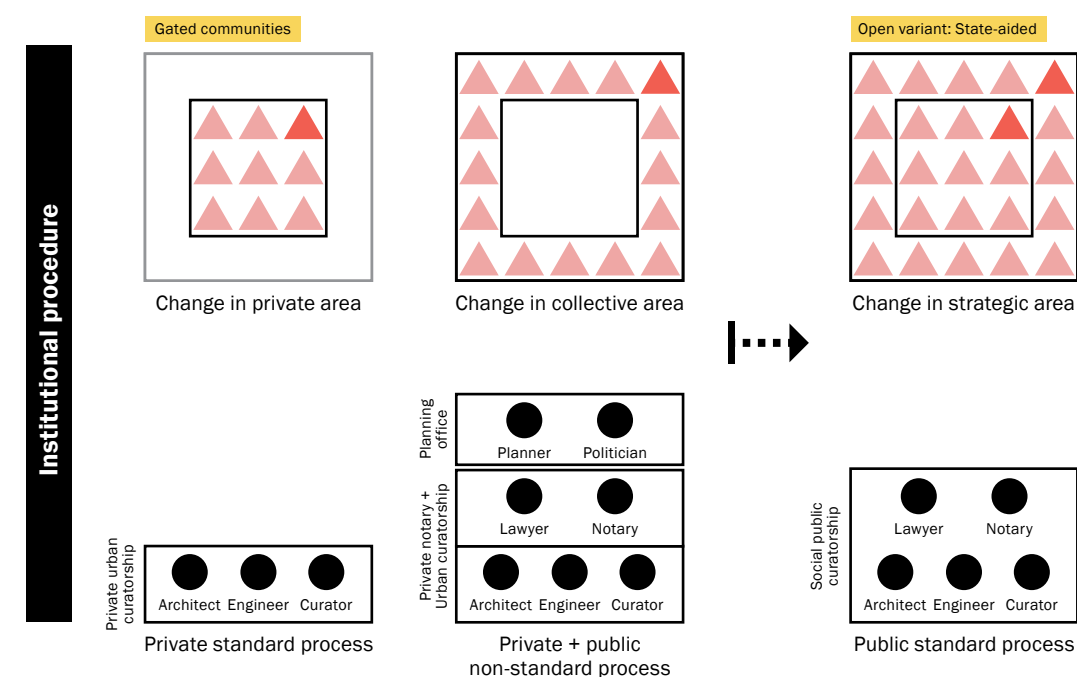 Gated communities
Open variant: State-aided
Institutional procedure
Change in private area
Change in collective area
Change in strategic area
Planning
office
Planner Politician
Private notary +
Urban curatorship
Lawyer Notary
Architect Engineer Curator
Private urban
curatorship
Architect Engineer Curator
Social public
curatorship
Lawyer Notary
Architect Engineer Curator
Private standard process
Private + public
non-standard process
Public standard process